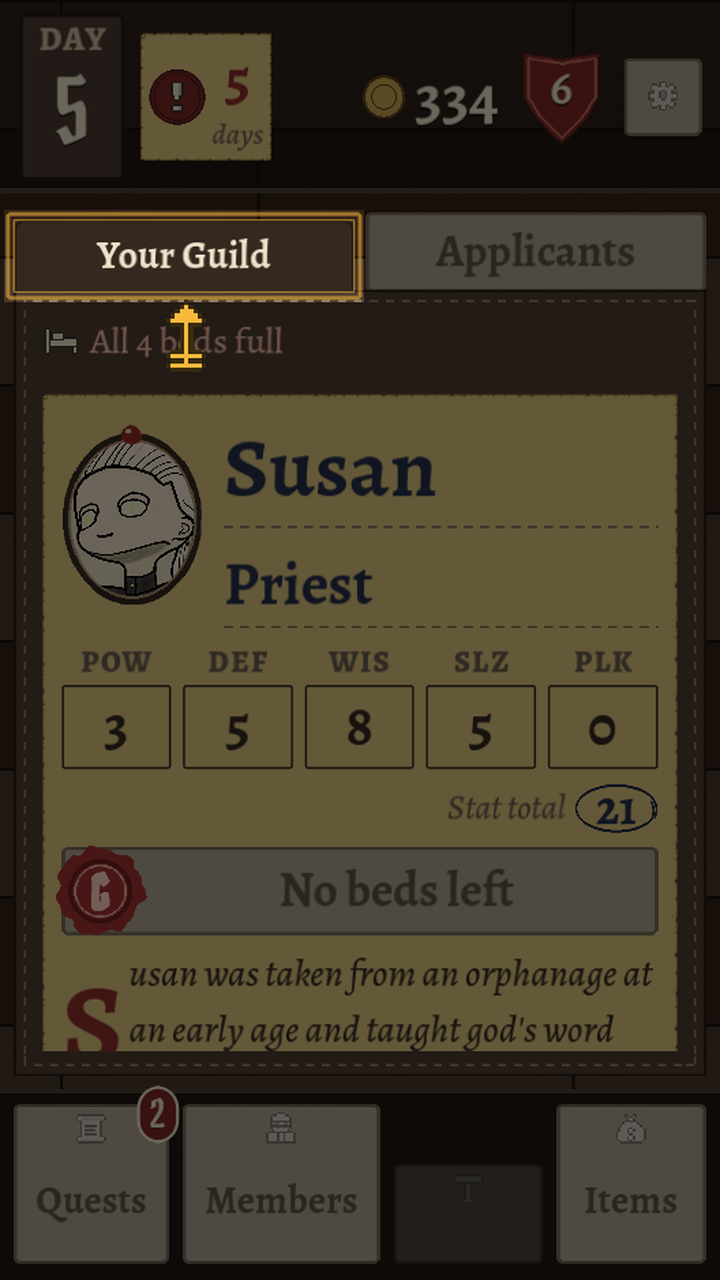 DAY
5
!
5
days
334
6
Your Guild
Applicants
All 4 beds full
Susan
Priest
POW DEF WIS SLZ PLK
3 5 8 5 0
Stat total 21
C
No beds left
Susan was taken from an orphanage at
an early age and taught god's word
2
Quests
Members
Items